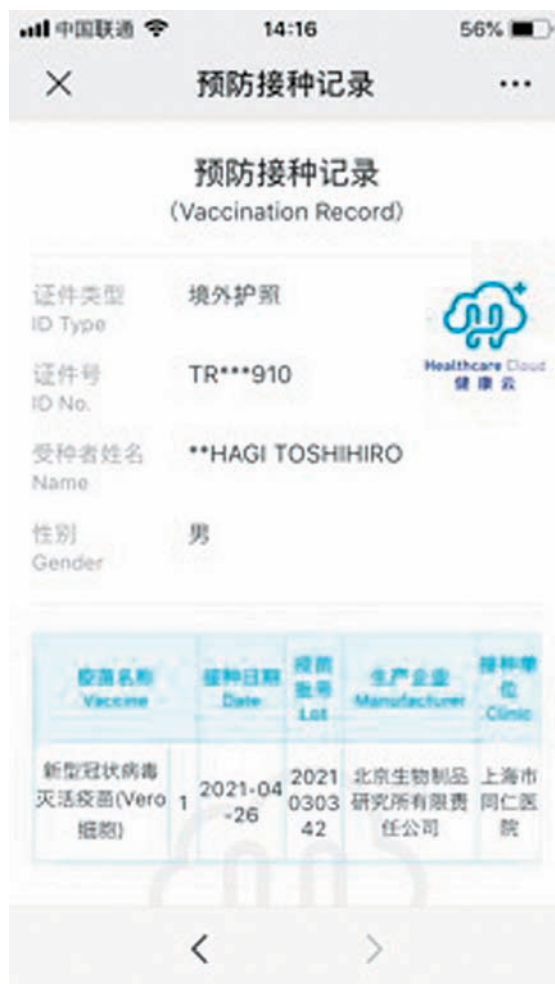 中国联通 14:16 56%
预防接种记录
预防接种记录
(Vaccination Record)
证件类型 境外护照
ID Type
证件号 TR***910
ID No.
受种者姓名 **HAGI TOSHIHIRO
Name
性别 男
Gender
Healthcare Cloud
健康云
疫苗名称
Vaccine
接种日期
Date
疫苗
批号
Lot
生产企业
Manufacturer
接种单
位
Clinic
新型冠状病毒
灭活疫苗(Vero
细胞)
1
2021-04
-26
2021
0303
42
北京生物制品
研究所有限责
任公司
上海市
同仁医
院